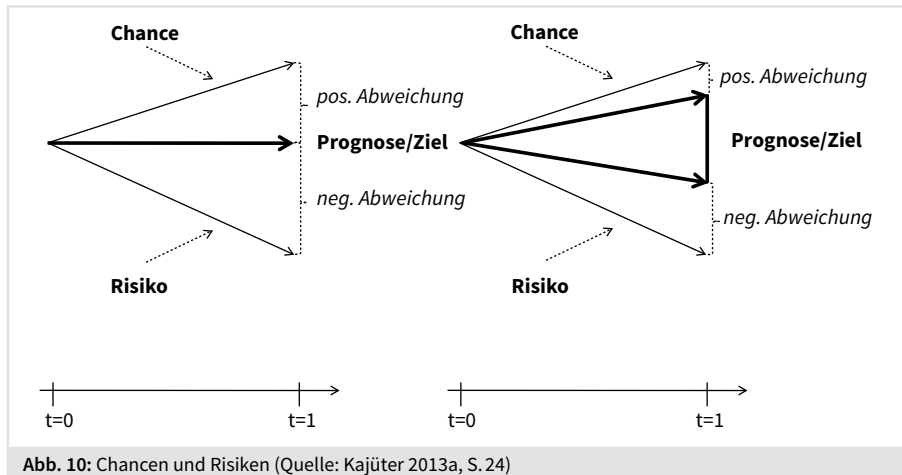 Chance
pos. Abweichung
Prognose/Ziel
neg. Abweichung
Risiko
t=0
t=1
Chance
pos. Abweichung
Prognose/Ziel
neg. Abweichung
Risiko
t=0
t=1
Abb. 10: Chancen und Risiken (Quelle: Kajüter 2013a, S. 24)